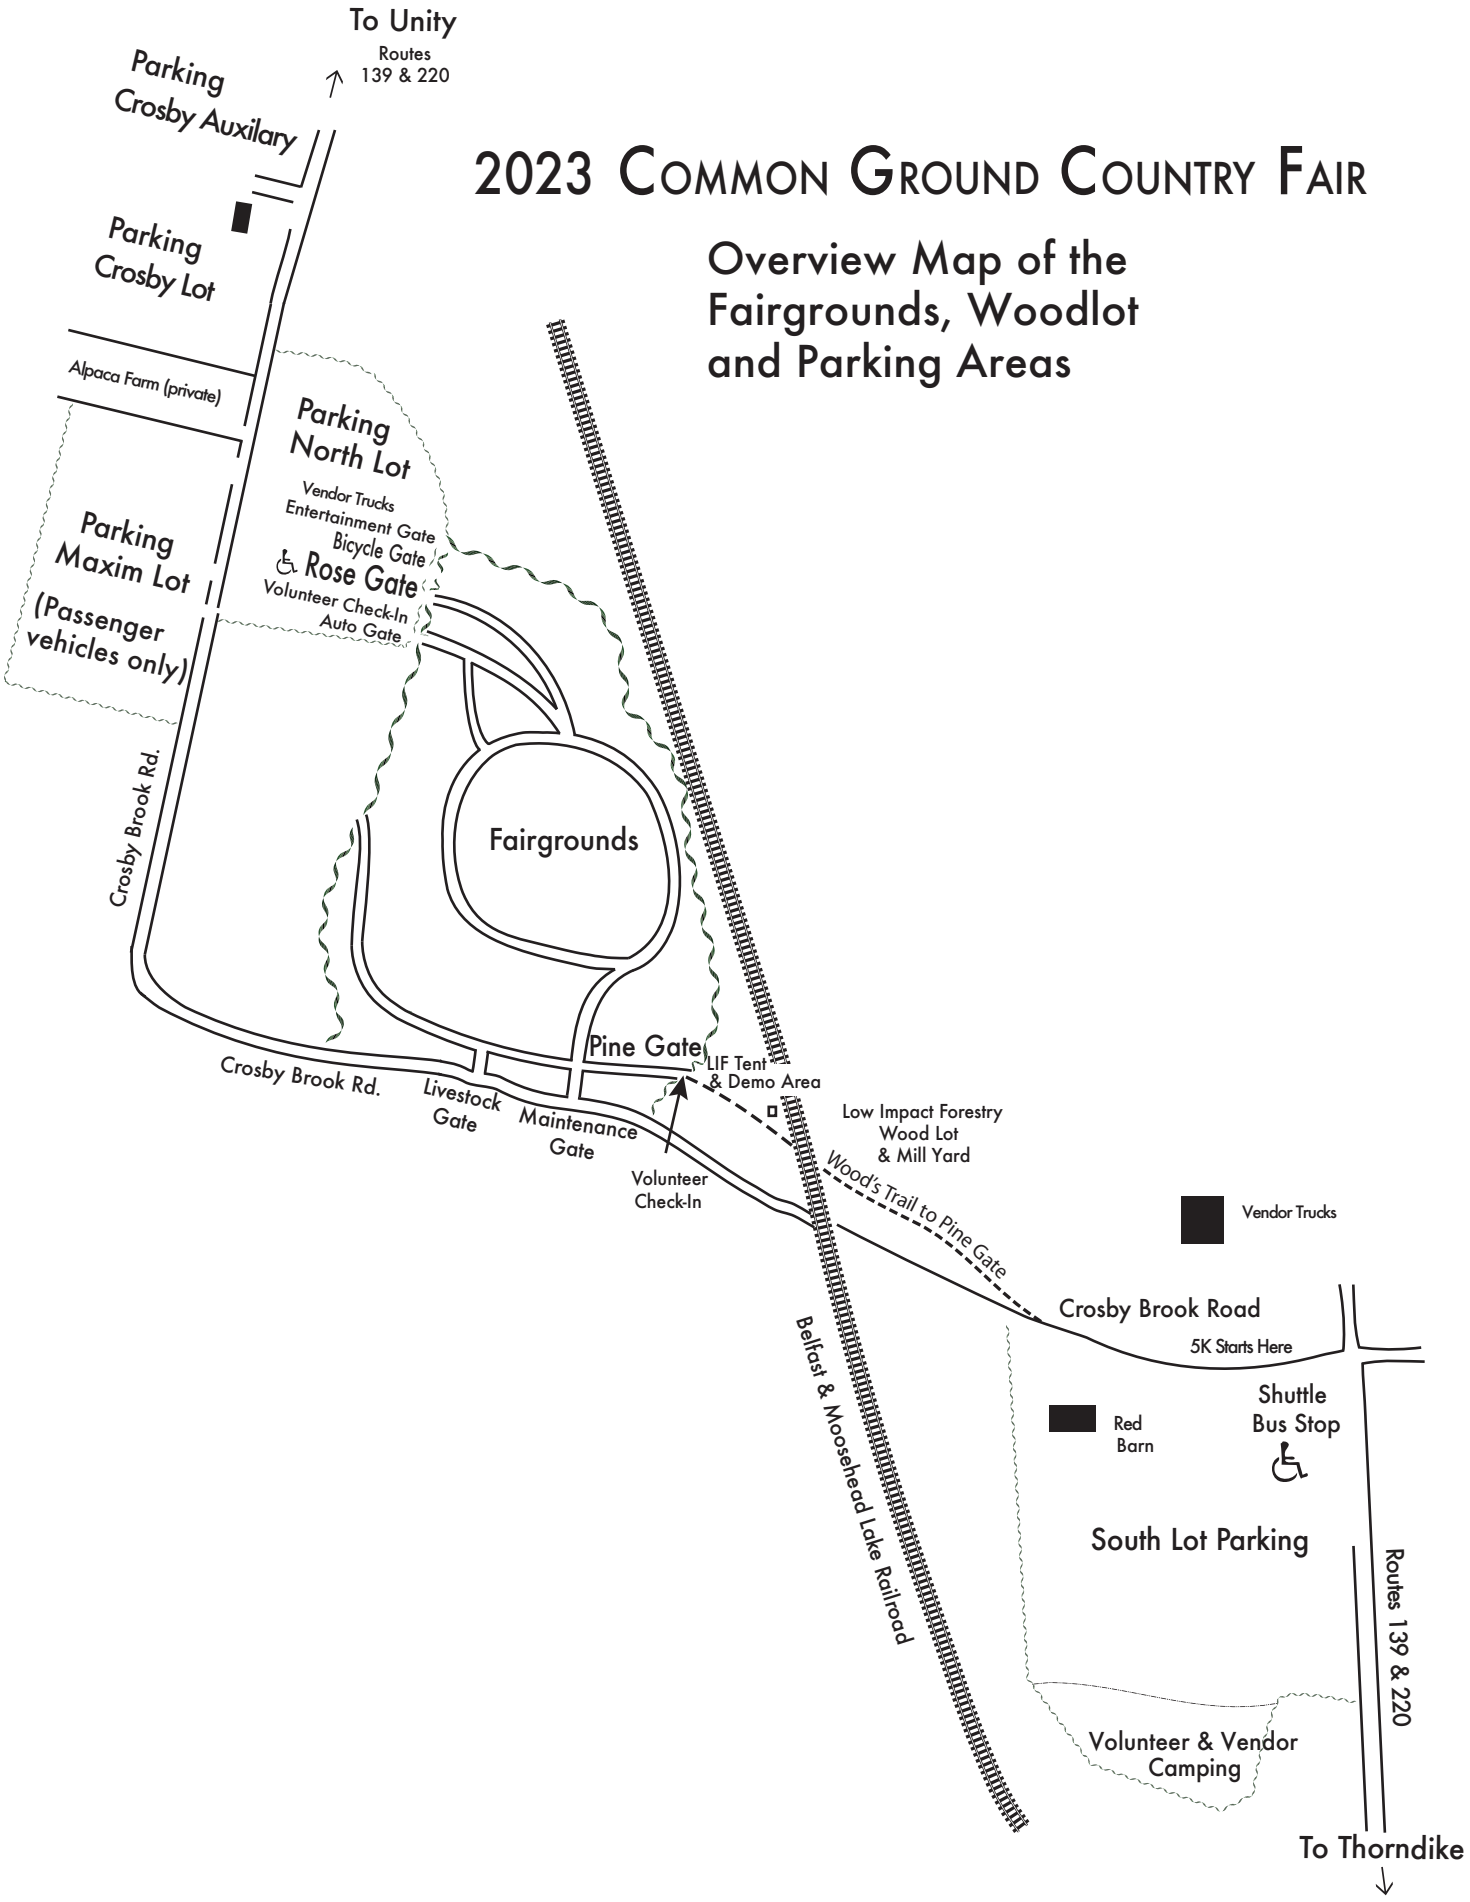 To Unity
Routes
139 & 220
Parking
Crosby Auxilary
2023 COMMON GROUND COUNTRY FAIR
Overview Map of the
Fairgrounds, Woodlot
and Parking Areas
Parking
Crosby Lot
Alpaca Farm (private)
Parking
North Lot
Vendor Trucks
Entertainment Gate
Bicycle Gate
Rose Gate
Volunteer Check-In
Auto Gate
Parking
Maxim Lot
(Passenger
vehicles only)
Crosby Brook Rd.
Fairgrounds
Pine Gate
LIF Tent
& Demo Area
Crosby Brook Rd.
Livestock
Gate
Maintenance
Gate
Volunteer
Check-In
Low Impact Forestry
Wood Lot
& Mill Yard
Wood's Trail to Pine Gate
Vendor Trucks
Crosby Brook Road
5K Starts Here
Belfast & Moosehead Lake Railroad
Shuttle
Bus Stop
Red
Barn
South Lot Parking
Routes 139 & 220
Volunteer & Vendor
Camping
To Thorndike